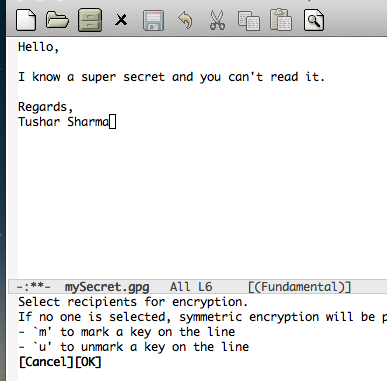 Hello,
I know a super secret and you can't read it.
Regards,
Tushar Sharma
-:**- mySecret.gpg All L6 [(Fundamental)]
Select recipients for encryption.
If no one is selected, symmetric encryption will be
- `m' to mark a key on the line
- `u' to unmark a key on the line
[Cancel][OK]